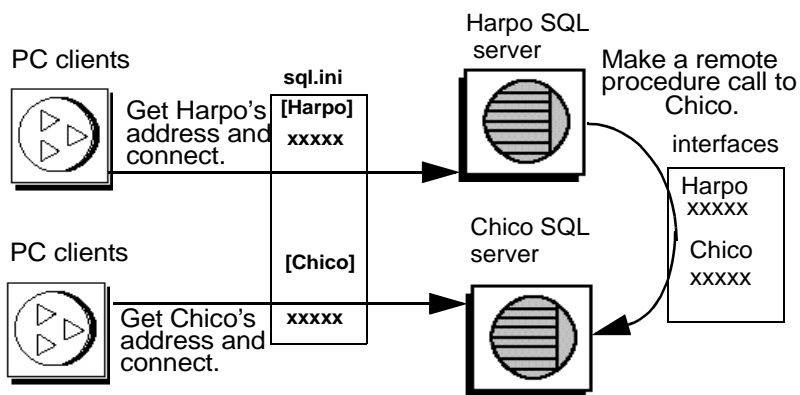 PC clients
Get Harpo's
address and
connect.
sql.ini
[Harpo]
xxxxx
Harpo SQL
server
Make a remote
procedure call to
Chico.
interfaces
Harpo
xxxxx
Chico
xxxxx
PC clients
Get Chico's
address and
connect.
[Chico]
xxxxx
Chico SQL
server